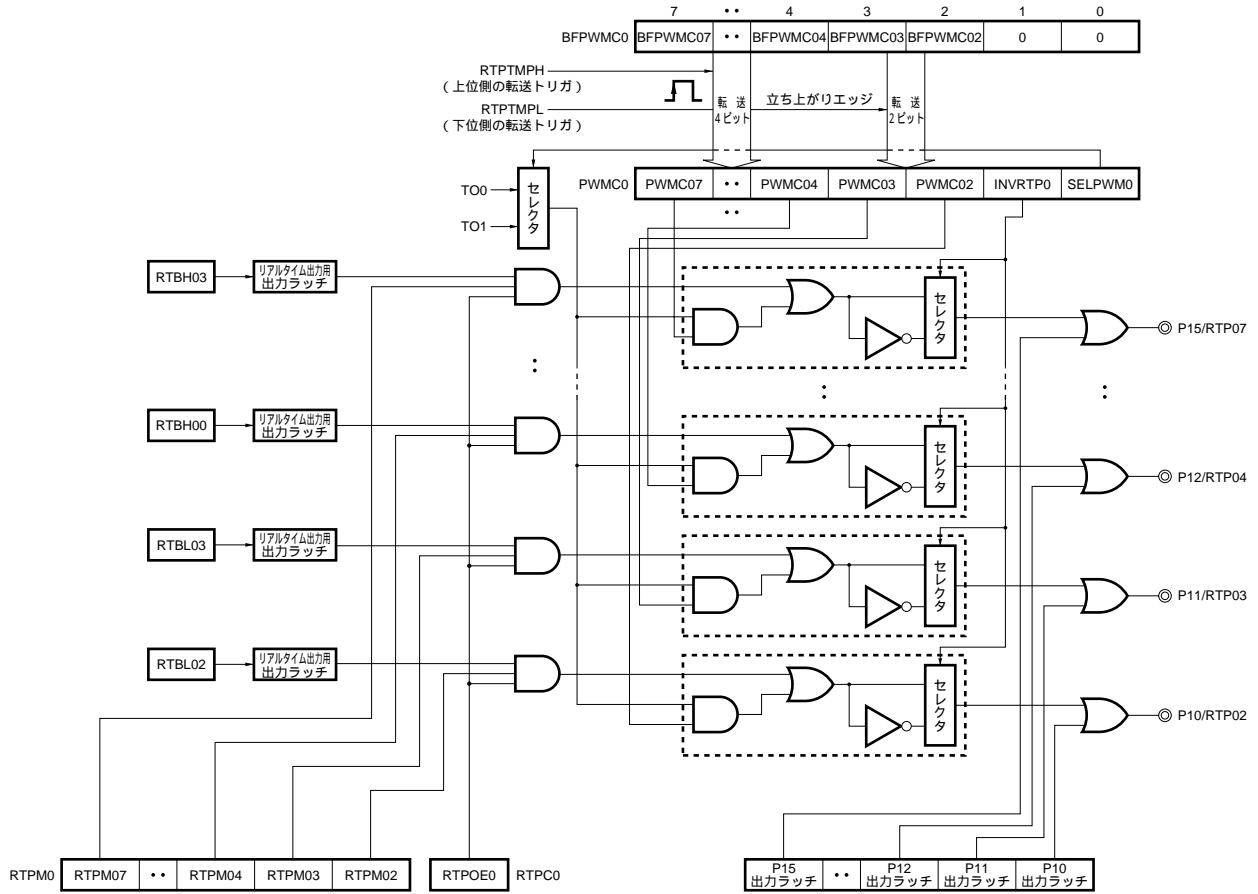 7 ‥ 4 3 2 1 0
BFPWMC0 BFPWMC07 ‥ BFPWMC04 BFPWMC03 BFPWMC02 0 0
RTPTMPH
(上位側の転送トリガ)
RTPTMPL
(下位側の転送トリガ)
転 送
4ビット
立ち上がりエッジ
転 送
2ビット
PWMC0 PWMC07 ‥ PWMC04 PWMC03 PWMC02 INVRTP0 SELPWM0
‥
TO0
TO1
セレクタ
RTBH03
リアルタイム出力用
出力ラッチ
セレクタ
P15/RTP07
RTBH00
リアルタイム出力用
出力ラッチ
セレクタ
P12/RTP04
RTBL03
リアルタイム出力用
出力ラッチ
セレクタ
P11/RTP03
RTBL02
リアルタイム出力用
出力ラッチ
セレクタ
P10/RTP02
RTPM0 RTPM07 ‥ RTPM04 RTPM03 RTPM02
RTPOE0 RTPC0
P15
出力ラッチ
‥
P12
出力ラッチ
P11
出力ラッチ
P10
出力ラッチ